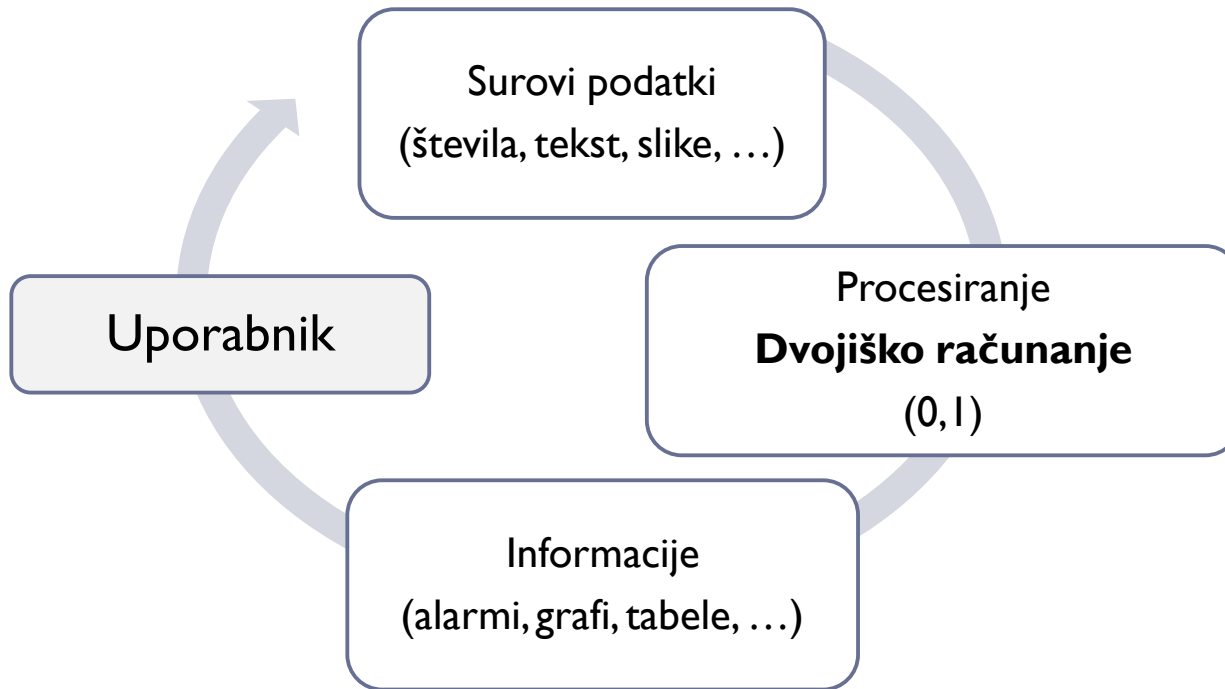 Surovi podatki
(števila, tekst, slike, …)
Procesiranje
Dvojiško računanje
(0,1)
Uporabnik
Informacije
(alarmi, grafi, tabele, …)